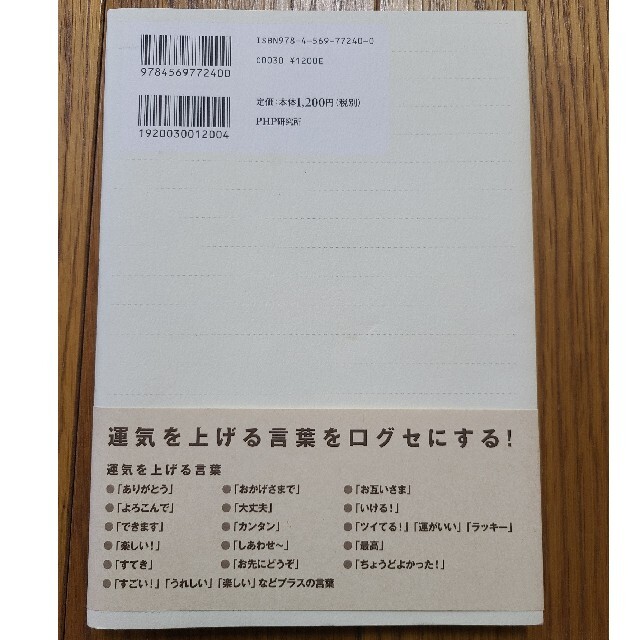 ISBN978-4-569-77240-0
9784569772400
C0030 ¥1200E
定価:本体1,200円(税別)
PHP研究所
1920030012004
運気を上げる言葉を口グセにする!
運気を上げる言葉
●「ありがとう」 ●「おかげさまで」 ●「お互いさま」
●「よろこんで」 ●「大丈夫」 ●「いける!」
●「できます」 ●「カンタン」 ●「ツイてる!」「運がいい」「ラッキー」
●「楽しい!」 ●「しあわせ～」 ●「最高」
●「すてき」 ●「お先にどうぞ」 ●「ちょうどよかった!」
●「すごい!」「うれしい」「楽しい」などプラスの言葉